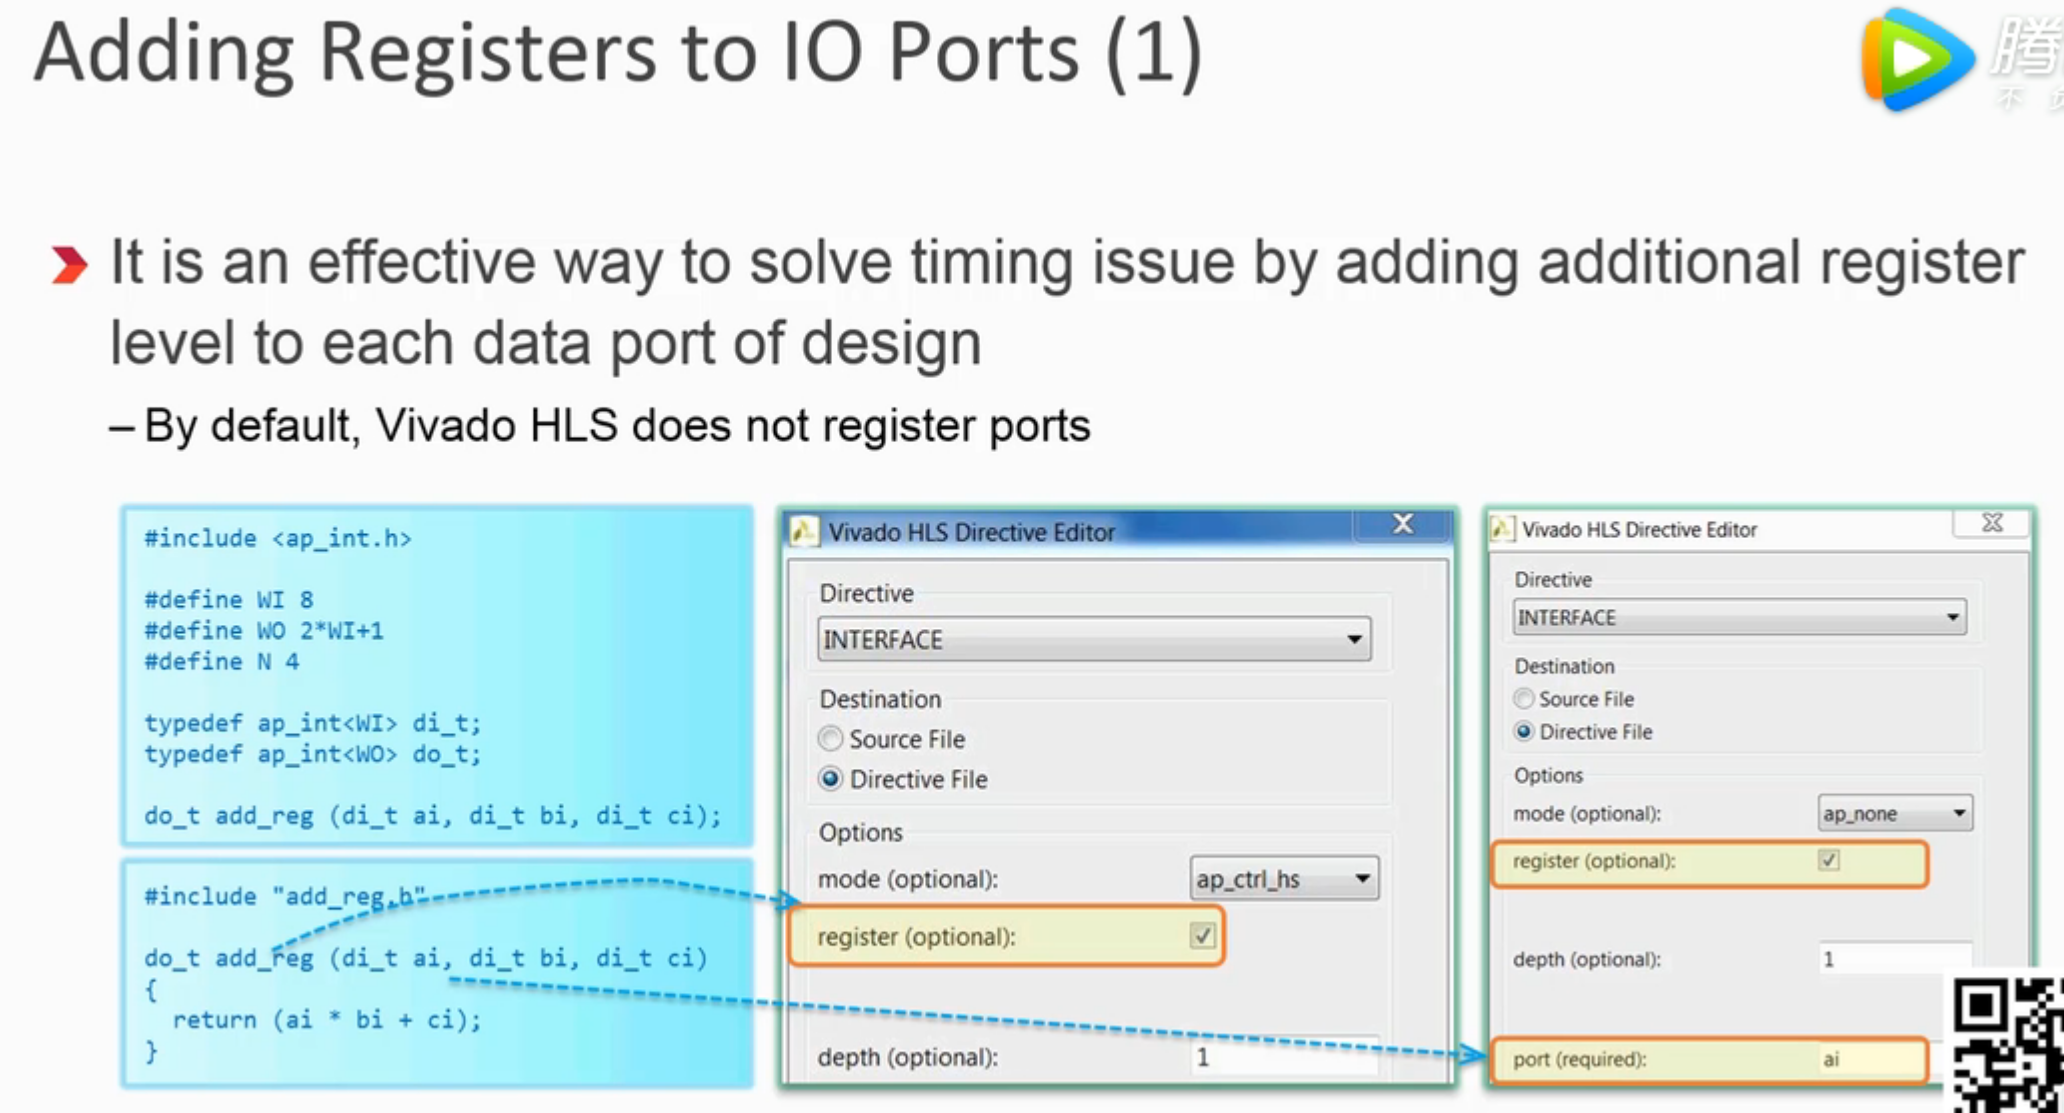 Adding Registers to IO Ports (1)
腾
不 负
It is an effective way to solve timing issue by adding additional register
level to each data port of design
– By default, Vivado HLS does not register ports
#include <ap_int.h>
#define WI 8
#define WO 2*WI+1
#define N 4
typedef ap_int<WI> di_t;
typedef ap_int<WO> do_t;
do_t add_reg (di_t ai, di_t bi, di_t ci);
#include "add_reg.h"
do_t add_reg (di_t ai, di_t bi, di_t ci)
{
return (ai * bi + ci);
}
Vivado HLS Directive Editor
Directive
INTERFACE
Destination
Source File
Directive File
Options
mode (optional): ap_ctrl_hs
register (optional):
depth (optional): 1
Vivado HLS Directive Editor
Directive
INTERFACE
Destination
Source File
Directive File
Options
mode (optional): ap_none
register (optional):
depth (optional): 1
port (required): ai